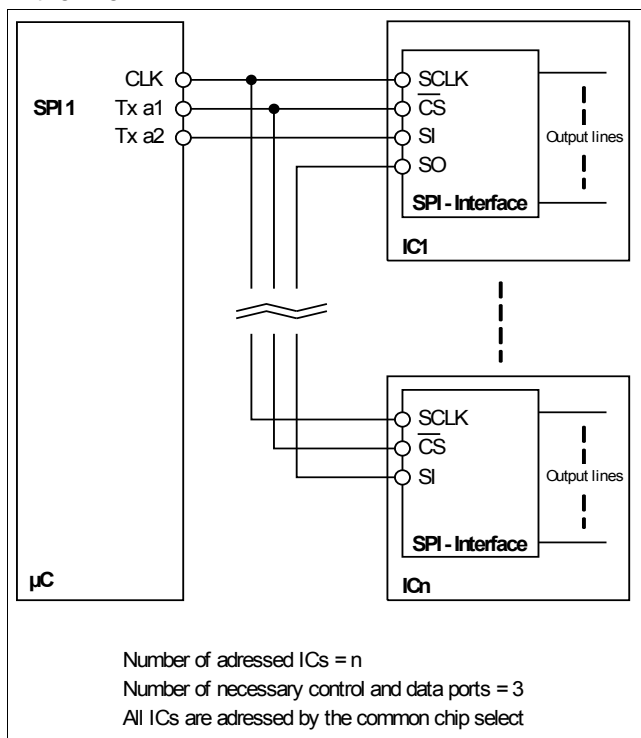 SPI 1
CLK
Tx a1
Tx a2
µC
SCLK
CS
SI
SO
SPI - Interface
Output lines
IC1
SCLK
CS
SI
SPI - Interface
Output lines
ICn
Number of adressed ICs = n
Number of necessary control and data ports = 3
All ICs are adressed by the common chip select